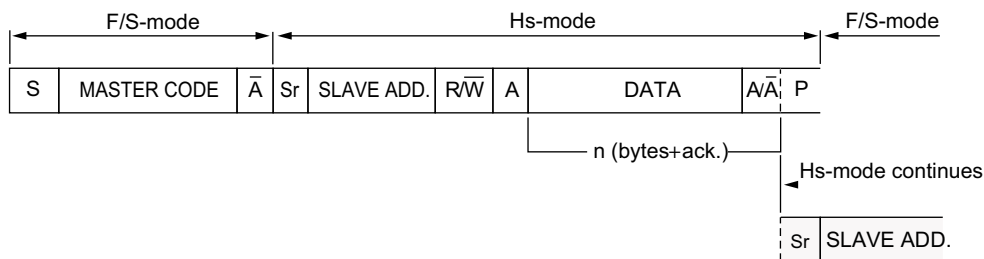 F/S-mode Hs-mode F/S-mode
S MASTER CODE A̅ Sr SLAVE ADD. R/W̅ A DATA A/A̅ P
n (bytes+ack.)
Hs-mode continues
Sr SLAVE ADD.